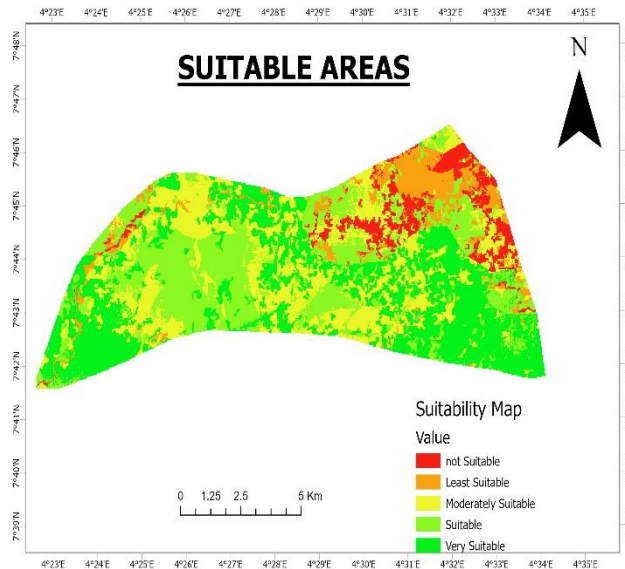 4°23'E 4°24'E 4°25'E 4°26'E 4°27'E 4°28'E 4°29'E 4°30'E 4°31'E 4°32'E 4°33'E 4°34'E 4°35'E
7°48'N
7°47'N
7°46'N
7°45'N
7°44'N
7°43'N
7°42'N
7°41'N
7°40'N
7°39'N
SUITABLE AREAS
N
Suitability Map
Value
not Suitable
Least Suitable
Moderately Suitable
Suitable
Very Suitable
0 1.25 2.5 5 Km
4°23'E 4°24'E 4°25'E 4°26'E 4°27'E 4°28'E 4°29'E 4°30'E 4°31'E 4°32'E 4°33'E 4°34'E 4°35'E